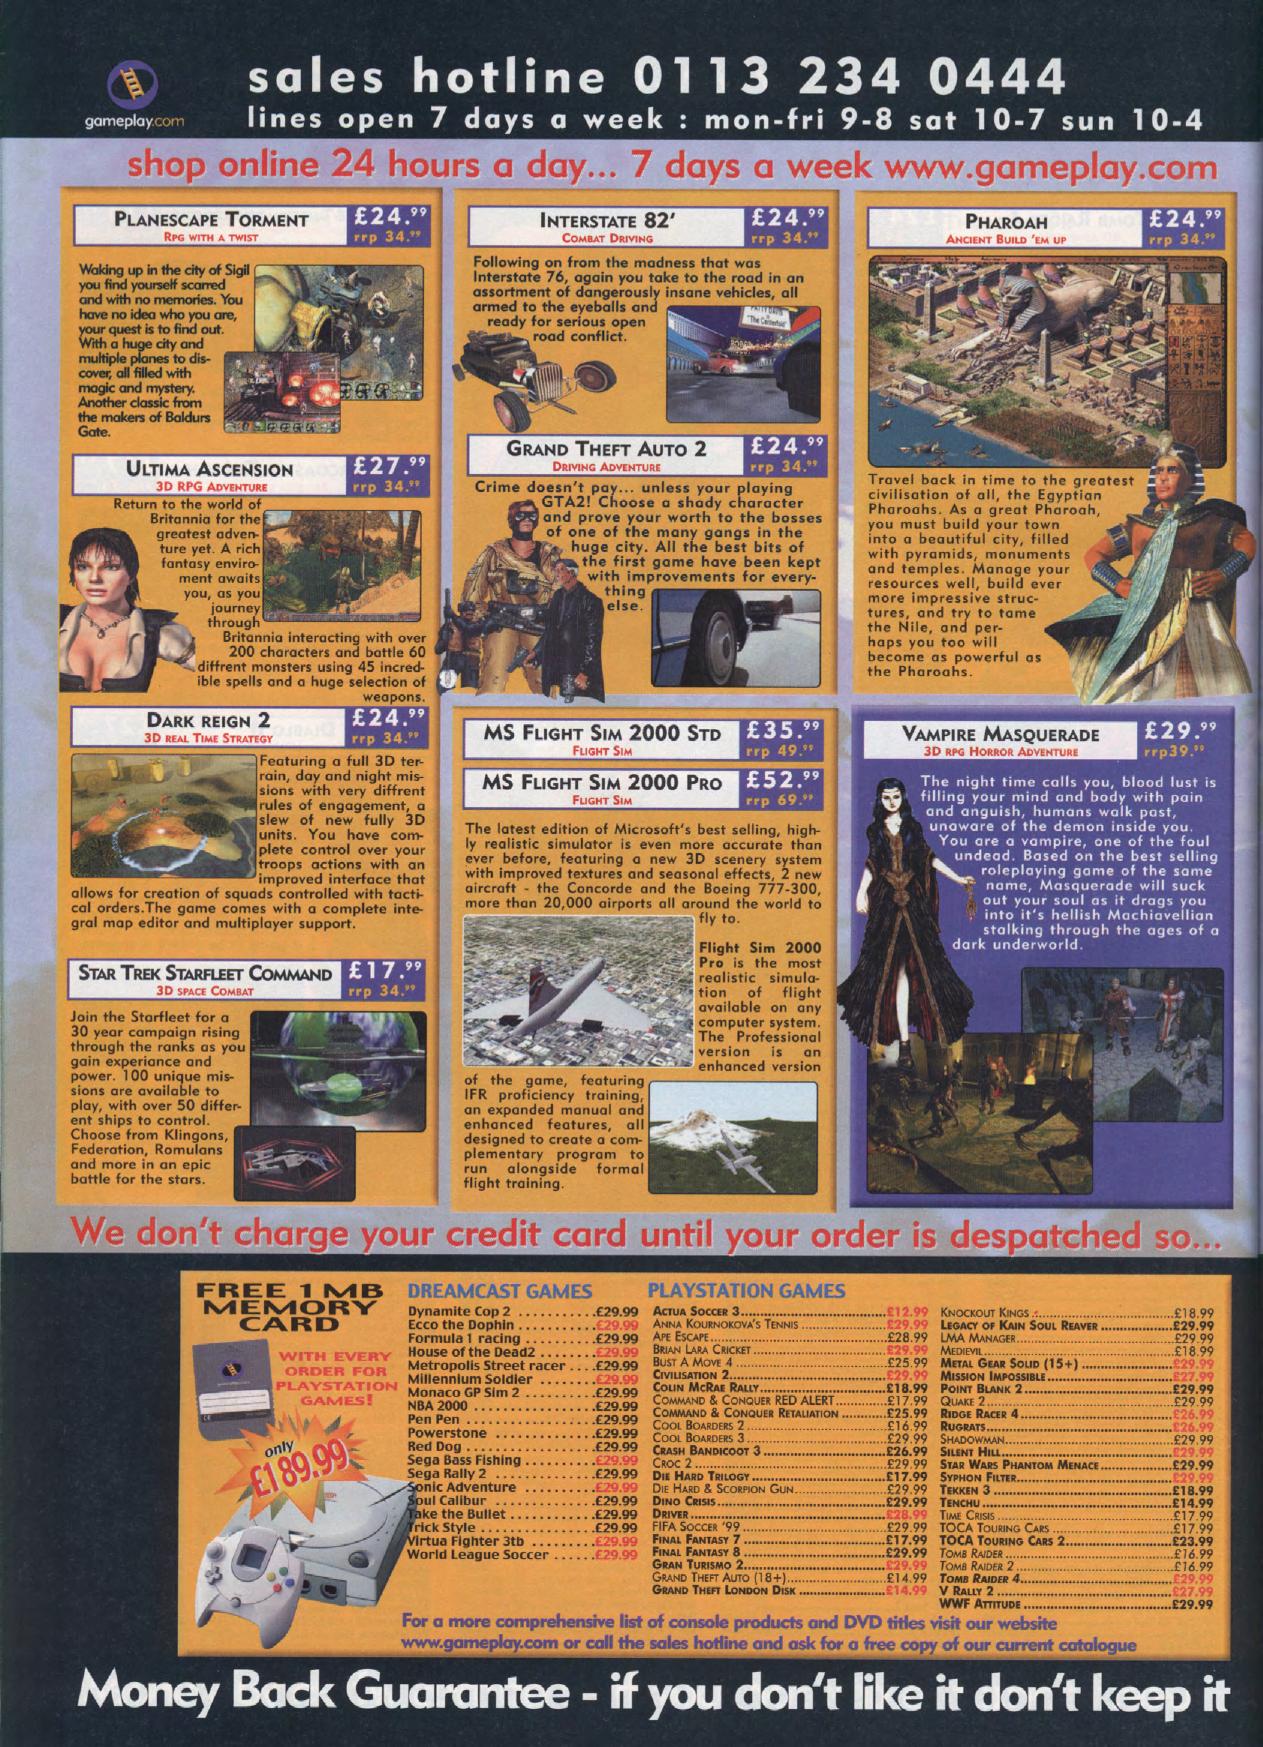 sales hotline 0113 234 0444
gameplay.com
lines open 7 days a week : mon-fri 9-8 sat 10-7 sun 10-4
shop online 24 hours a day... 7 days a week www.gameplay.com
PLANESCAPE TORMENT
RPG WITH A TWIST
£24.99
rrp 34.99
Waking up in the city of Sigil
you find yourself scarred
and with no memories. You
have no idea who you are,
your quest is to find out.
With a huge city and
multiple planes to dis-
cover, all filled with
magic and mystery.
Another classic from
the makers of Baldurs
Gate.
ULTIMA ASCENSION
3D RPG ADVENTURE
£27.99
rrp 34.99
Return to the world of
Britannia for the
greatest adven-
ture yet. A rich
fantasy enviro-
ment awaits
you, as you
journey
through
Britannia interacting with over
200 characters and battle 60
diffrent monsters using 45 incred-
ible spells and a huge selection of
weapons.
DARK REIGN 2
3D REAL TIME STRATEGY
£24.99
rrp 34.99
Featuring a full 3D ter-
rain, day and night mis-
sions with very diffrent
rules of engagement, a
slew of new fully 3D
units. You have com-
plete control over your
troops actions with an
improved interface that
allows for creation of squads controlled with tacti-
cal orders.The game comes with a complete inte-
gral map editor and multiplayer support.
STAR TREK STARFLEET COMMAND
3D SPACE COMBAT
£17.99
rrp 34.99
Join the Starfleet for a
30 year campaign rising
through the ranks as you
gain experiance and
power. 100 unique mis-
sions are available to
play, with over 50 differ-
ent ships to control.
Choose from Klingons,
Federation, Romulans
and more in an epic
battle for the stars.
INTERSTATE 82'
COMBAT DRIVING
£24.99
rrp 34.99
Following on from the madness that was
Interstate 76, again you take to the road in an
assortment of dangerously insane vehicles, all
armed to the eyeballs and
ready for serious open
road conflict.
PATTY DAVIS
in
"The Centerfold"
GRAND THEFT AUTO 2
DRIVING ADVENTURE
£24.99
rrp 34.99
Crime doesn't pay... unless your playing
GTA2! Choose a shady character
and prove your worth to the bosses
of one of the many gangs in the
huge city. All the best bits of
the first game have been kept
with improvements for every-
thing
else.
MS FLIGHT SIM 2000 STD
FLIGHT SIM
£35.99
rrp 49.99
MS FLIGHT SIM 2000 PRO
FLIGHT SIM
£52.99
rrp 69.99
The latest edition of Microsoft's best selling, high-
ly realistic simulator is even more accurate than
ever before, featuring a new 3D scenery system
with improved textures and seasonal effects, 2 new
aircraft - the Concorde and the Boeing 777-300,
more than 20,000 airports all around the world to
fly to.
Flight Sim 2000
Pro is the most
realistic simula-
tion of flight
available on any
computer system.
The Professional
version is an
enhanced version
of the game, featuring
IFR proficiency training,
an expanded manual and
enhanced features, all
designed to create a com-
plementary program to
run alongside formal
flight training.
PHAROAH
ANCIENT BUILD 'EM UP
£24.99
rrp 34.99
Travel back in time to the greatest
civilisation of all, the Egyptian
Pharoahs. As a great Pharoah,
you must build your town
into a beautiful city, filled
with pyramids, monuments
and temples. Manage your
resources well, build ever
more impressive struc-
tures, and try to tame
the Nile, and per-
haps you too will
become as powerful as
the Pharoahs.
VAMPIRE MASQUERADE
3D RPG HORROR ADVENTURE
£29.99
rrp39.99
The night time calls you, blood lust is
filling your mind and body with pain
and anguish, humans walk past,
unaware of the demon inside you.
You are a vampire, one of the foul
undead. Based on the best selling
roleplaying game of the same
name, Masquerade will suck
out your soul as it drags you
into it's hellish Machiavellian
stalking through the ages of a
dark underworld.
We don't charge your credit card until your order is despatched so...
FREE 1MB
MEMORY
CARD
WITH EVERY
ORDER FOR
PLAYSTATION
GAMES!
only
£189.99
DREAMCAST GAMES
Dynamite Cop 2 ...........£29.99
Ecco the Dophin ...........£29.99
Formula 1 racing ...........£29.99
House of the Dead2 ........£29.99
Metropolis Street racer ....£29.99
Millennium Soldier .........£29.99
Monaco GP Sim 2 ..........£29.99
NBA 2000 .................£29.99
Pen Pen ...................£29.99
Powerstone ................£29.99
Red Dog ...................£29.99
Sega Bass Fishing ..........£29.99
Sega Rally 2 ...............£29.99
Sonic Adventure ...........£29.99
Soul Calibur ...............£29.99
Take the Bullet ............£29.99
Trick Style .................£29.99
Virtua Fighter 3tb ..........£29.99
World League Soccer ......£29.99
PLAYSTATION GAMES
ACTUA SOCCER 3..........£12.99
ANNA KOURNOKOVA'S TENNIS ..........£29.99
APE ESCAPE..........£28.99
BRIAN LARA CRICKET ..........£29.99
BUST A MOVE 4 ..........£25.99
CIVILISATION 2..........£29.99
COLIN MCRAE RALLY..........£18.99
COMMAND & CONQUER RED ALERT..........£17.99
COMMAND & CONQUER RETALIATION ..........£25.99
COOL BOARDERS 2 ..........£16.99
COOL BOARDERS 3 ..........£29.99
CRASH BANDICOOT 3 ..........£26.99
CROC 2..........£29.99
DIE HARD TRILOGY ..........£17.99
DIE HARD & SCORPION GUN..........£29.99
DINO CRISIS..........£29.99
DRIVER..........£28.99
FIFA SOCCER '99 ..........£29.99
FINAL FANTASY 7 ..........£17.99
FINAL FANTASY 8 ..........£29.99
GRAN TURISMO 2..........£29.99
GRAND THEFT AUTO (18+)..........£14.99
GRAND THEFT LONDON DISK ..........£14.99
KNOCKOUT KINGS ..........£18.99
LEGACY OF KAIN SOUL REAVER ..........£29.99
LMA MANAGER..........£29.99
MEDIEVIL..........£18.99
METAL GEAR SOLID (15+) ..........£29.99
MISSION IMPOSSIBLE..........£27.99
POINT BLANK 2..........£29.99
QUAKE 2..........£29.99
RIDGE RACER 4..........£26.99
RUGRATS..........£26.99
SHADOWMAN..........£29.99
SILENT HILL..........£29.99
STAR WARS PHANTOM MENACE..........£29.99
SYPHON FILTER..........£29.99
TEKKEN 3 ..........£18.99
TENCHU ..........£14.99
TIME CRISIS ..........£17.99
TOCA TOURING CARS ..........£17.99
TOCA TOURING CARS 2..........£23.99
TOMB RAIDER ..........£16.99
TOMB RAIDER 2 ..........£16.99
TOMB RAIDER 4..........£29.99
V RALLY 2 ..........£27.99
WWF ATTITUDE ..........£29.99
For a more comprehensive list of console products and DVD titles visit our website
www.gameplay.com or call the sales hotline and ask for a free copy of our current catalogue
Money Back Guarantee - if you don't like it don't keep it